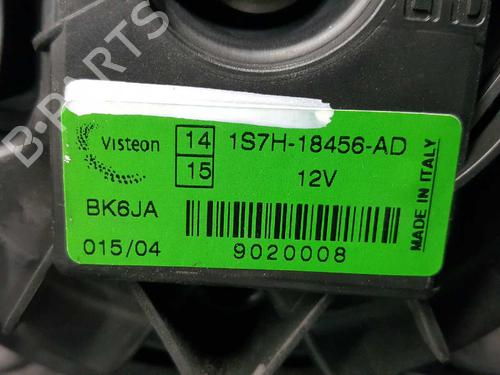 Visteon
14
15
1S7H-18456-AD
12V
BK6JA
015/04
9020008
MADE IN ITALY
B-PARTS